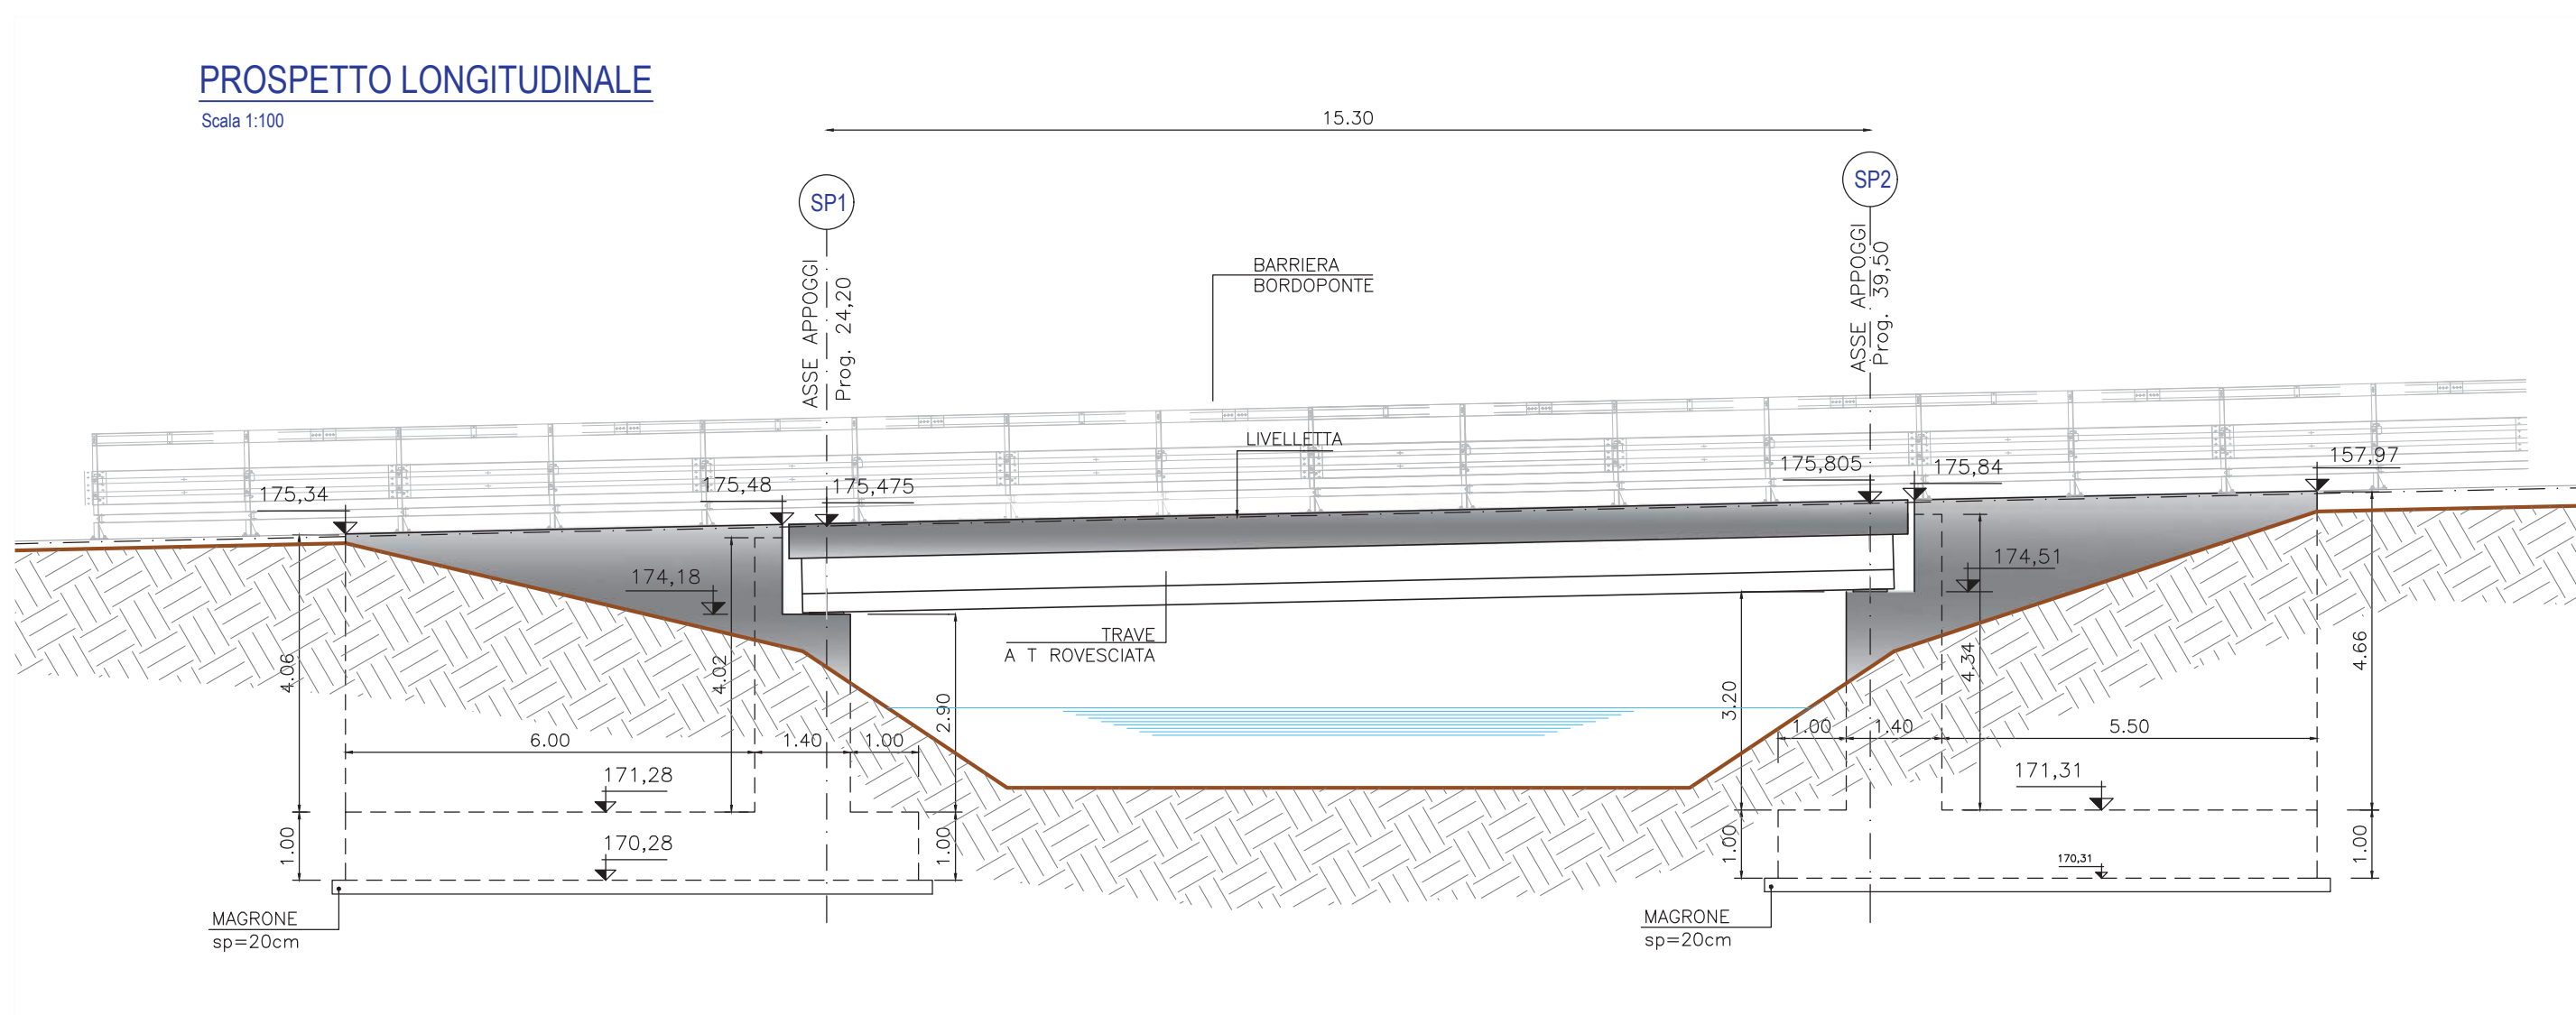 PROSPETTO LONGITUDINALE
Scala 1:100
15.30
SP1
SP2
ASSE APPOGGI
Prog. 24,20
ASSE APPOGGI
Prog. 39,50
BARRIERA
BORDOPONTE
LIVELLETTA
175,34
175,48
175,475
175,805
175,84
157,97
174,18
174,51
TRAVE
A T ROVESCIATA
4.06
4.02
2.90
3.20
4.34
4.66
6.00
1.40
1.00
1.00
1.40
5.50
171,28
171,31
170,28
170,31
1.00
1.00
1.00
1.00
MAGRONE
sp=20cm
MAGRONE
sp=20cm